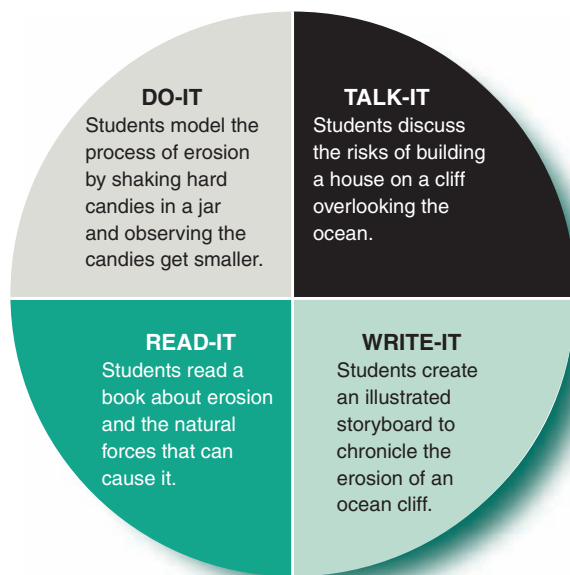 DO-IT
Students model the
process of erosion
by shaking hard
candies in a jar
and observing the
candies get smaller.
TALK-IT
Students discuss
the risks of building
a house on a cliff
overlooking the
ocean.
READ-IT
Students read a
book about erosion
and the natural
forces that can
cause it.
WRITE-IT
Students create
an illustrated
storyboard to
chronicle the
erosion of an
ocean cliff.